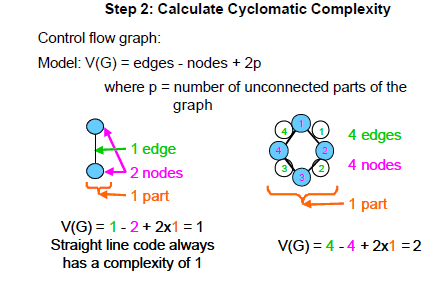 Step 2: Calculate Cyclomatic Complexity
Control flow graph:
Model: V(G) = edges - nodes + 2p
where p = number of unconnected parts of the
graph
1 edge
2 nodes
1 part
V(G) = 1 - 2 + 2x1 = 1
Straight line code always
has a complexity of 1
1
4
1
4
2
3
2
3
4 edges
4 nodes
1 part
V(G) = 4 - 4 + 2x1 = 2